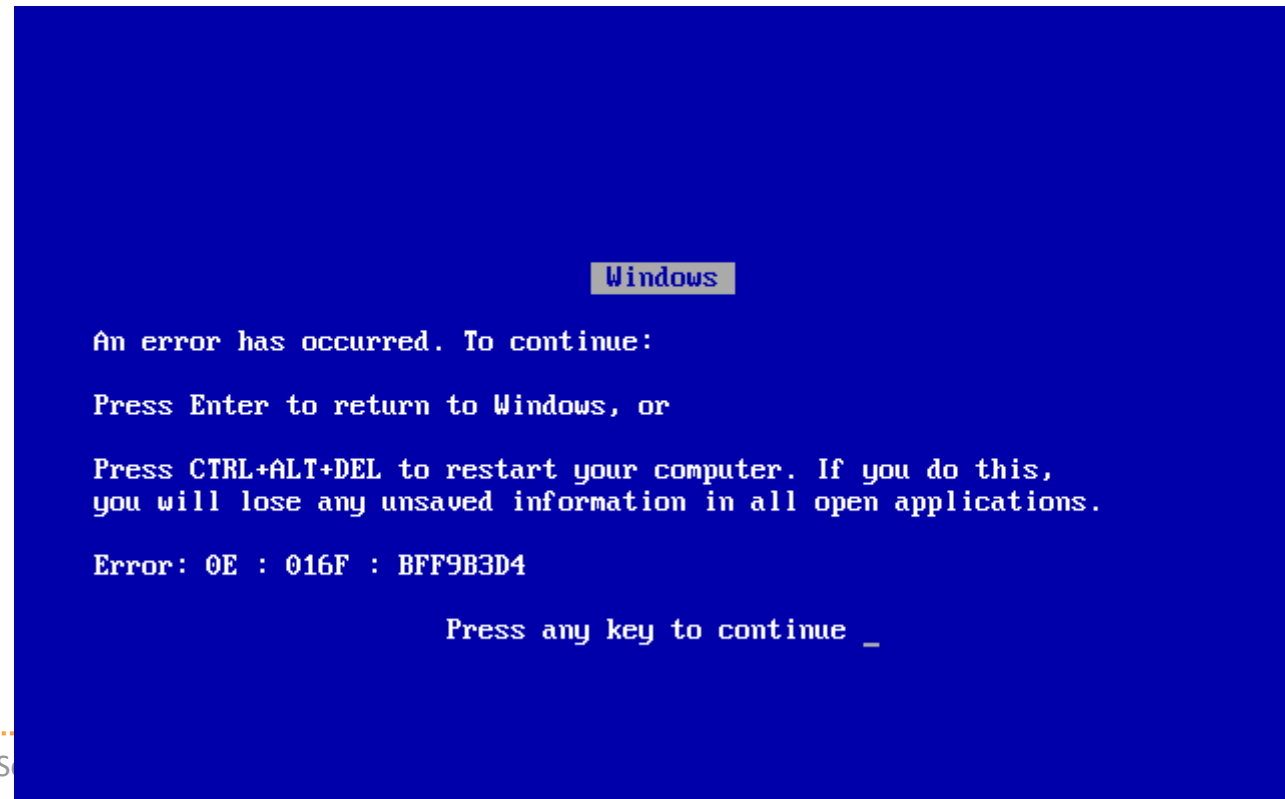 Windows
An error has occurred. To continue:
Press Enter to return to Windows, or
Press CTRL+ALT+DEL to restart your computer. If you do this,
you will lose any unsaved information in all open applications.
Error: 0E : 016F : BFF9B3D4
Press any key to continue _